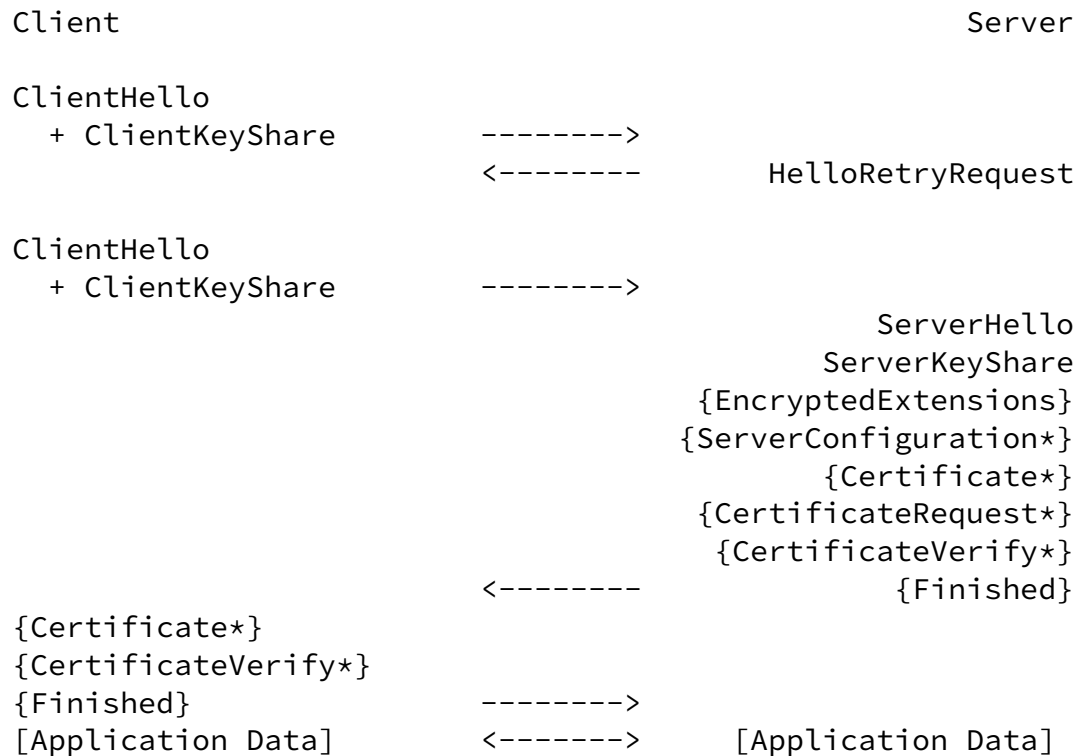 Client                                               Server

ClientHello
  + ClientKeyShare        -------->
                          <--------       HelloRetryRequest

ClientHello
  + ClientKeyShare        -------->
                                                ServerHello
                                             ServerKeyShare
                                      {EncryptedExtensions}
                                     {ServerConfiguration*}
                                             {Certificate*}
                                      {CertificateRequest*}
                                       {CertificateVerify*}
                          <--------              {Finished}
{Certificate*}
{CertificateVerify*}
{Finished}                -------->
[Application Data]        <------->     [Application Data]